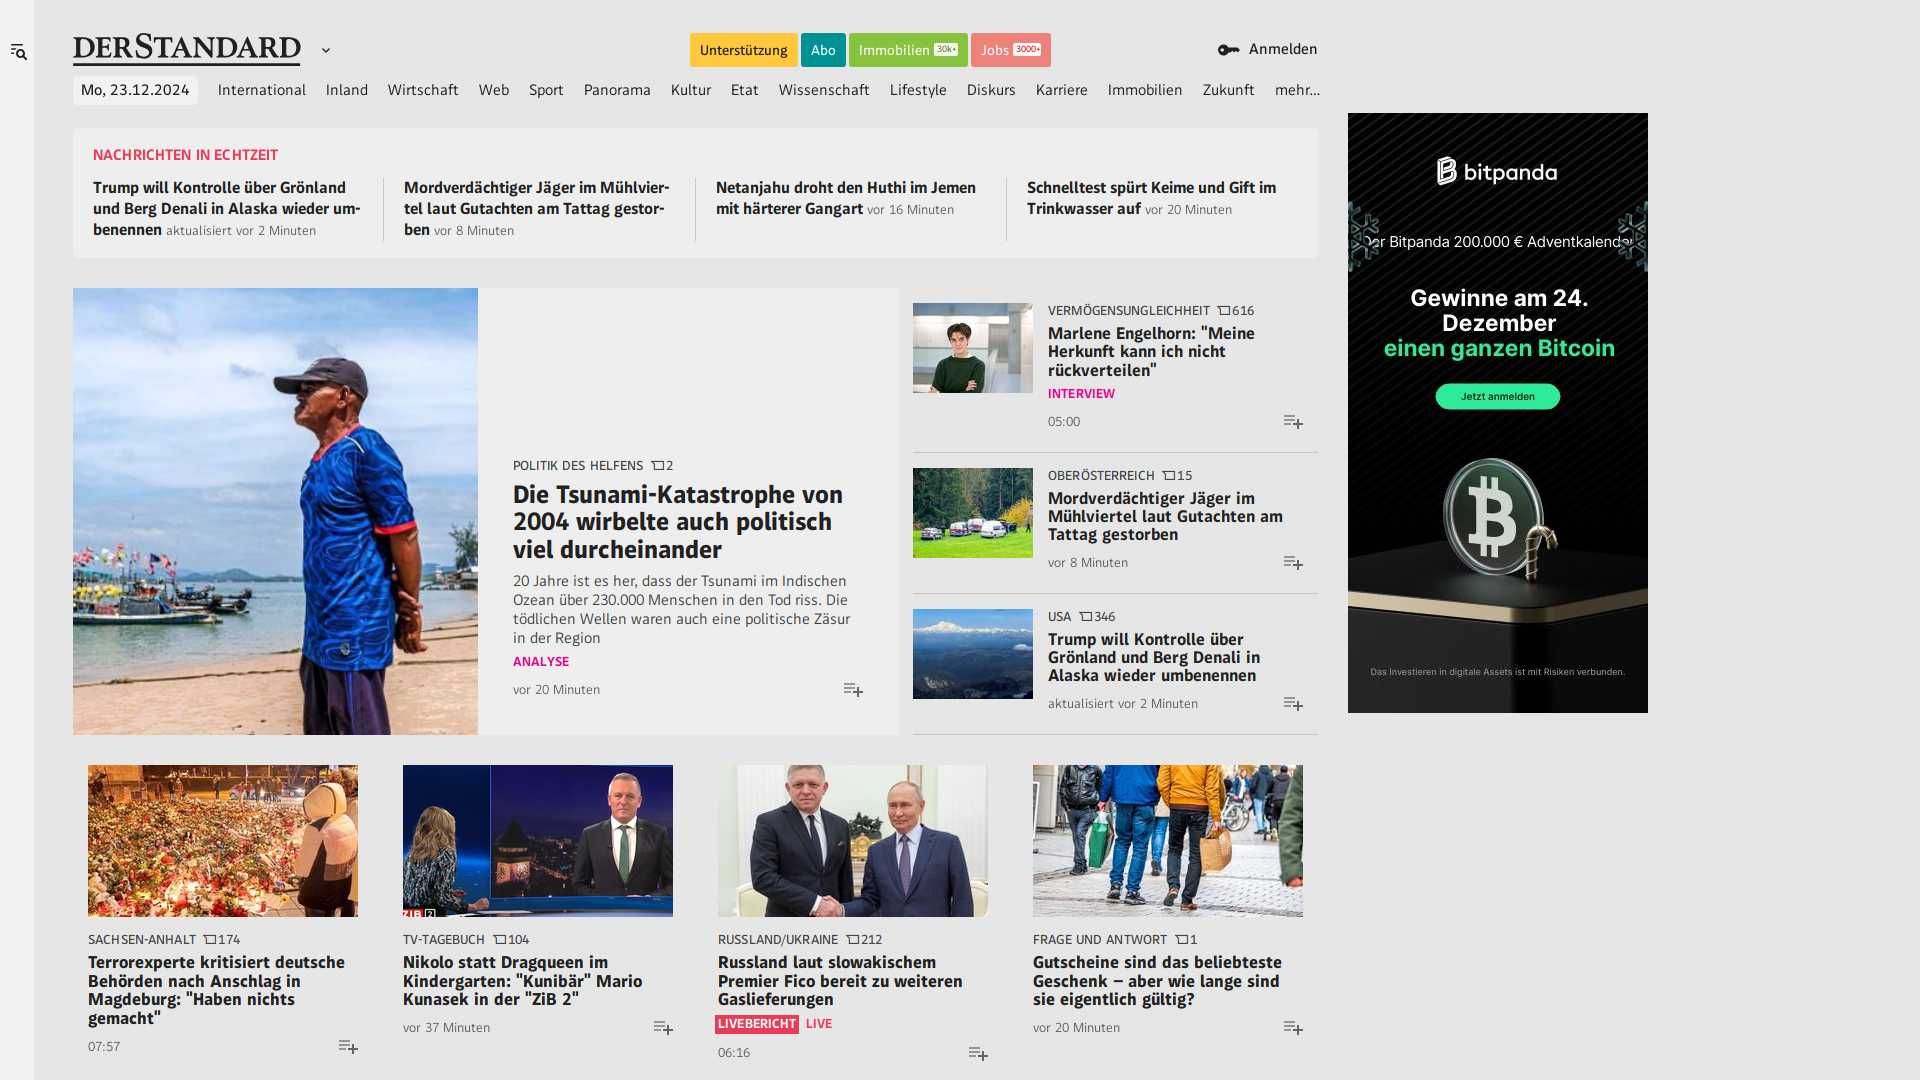 DERSTANDARD
Unterstützung
Abo
Immobilien 30k+
Jobs 3000+
Anmelden
Mo, 23.12.2024
International
Inland
Wirtschaft
Web
Sport
Panorama
Kultur
Etat
Wissenschaft
Lifestyle
Diskurs
Karriere
Immobilien
Zukunft
mehr...
NACHRICHTEN IN ECHTZEIT
Trump will Kontrolle über Grönland
und Berg Denali in Alaska wieder um-
benennen aktualisiert vor 2 Minuten
Mordverdächtiger Jäger im Mühlvier-
tel laut Gutachten am Tattag gestor-
ben vor 8 Minuten
Netanjahu droht den Huthi im Jemen
mit härterer Gangart vor 16 Minuten
Schnelltest spürt Keime und Gift im
Trinkwasser auf vor 20 Minuten
POLITIK DES HELFENS 2
Die Tsunami-Katastrophe von
2004 wirbelte auch politisch
viel durcheinander
20 Jahre ist es her, dass der Tsunami im Indischen
Ozean über 230.000 Menschen in den Tod riss. Die
tödlichen Wellen waren auch eine politische Zäsur
in der Region
ANALYSE
vor 20 Minuten
VERMÖGENSUNGLEICHHEIT 616
Marlene Engelhorn: "Meine
Herkunft kann ich nicht
rückverteilen"
INTERVIEW
05:00
OBERÖSTERREICH 15
Mordverdächtiger Jäger im
Mühlviertel laut Gutachten am
Tattag gestorben
vor 8 Minuten
USA 346
Trump will Kontrolle über
Grönland und Berg Denali in
Alaska wieder umbenennen
aktualisiert vor 2 Minuten
bitpanda
Der Bitpanda 200.000 € Adventkalender
Gewinne am 24.
Dezember
einen ganzen Bitcoin
Jetzt anmelden
Das Investieren in digitale Assets ist mit Risiken verbunden.
ZIB 2
SACHSEN-ANHALT 174
Terrorexperte kritisiert deutsche
Behörden nach Anschlag in
Magdeburg: "Haben nichts
gemacht"
07:57
TV-TAGEBUCH 104
Nikolo statt Dragqueen im
Kindergarten: "Kunibär" Mario
Kunasek in der "ZiB 2"
vor 37 Minuten
RUSSLAND/UKRAINE 212
Russland laut slowakischem
Premier Fico bereit zu weiteren
Gaslieferungen
LIVEBERICHT LIVE
06:16
FRAGE UND ANTWORT 1
Gutscheine sind das beliebteste
Geschenk – aber wie lange sind
sie eigentlich gültig?
vor 20 Minuten